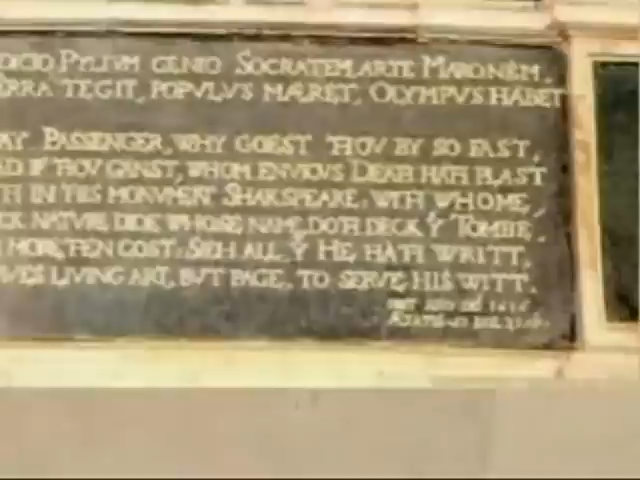 DICIO PYLIVM GENIO SOCRATEM, ARTE MARONEM,
ERRA TEGIT, POPVLVS MÆRET, OLYMPVS HABET
AY PASSENGER, WHY GOEST THOV BY SO FAST,
AD IF THOV CANST, WHOM ENVIOVS DEATH HATH PLAST
TH IN THIS MONVMENT SHAKSPEARE: WITH WHOME,
CK NATVRE DIDE WHOSE NAME, DOTH DECK Y TOMBE,
MORE, THEN COST: SIEH ALL, Y HE HATH WRITT,
VES LIVING ART, BVT PAGE, TO SERVE HIS WITT.